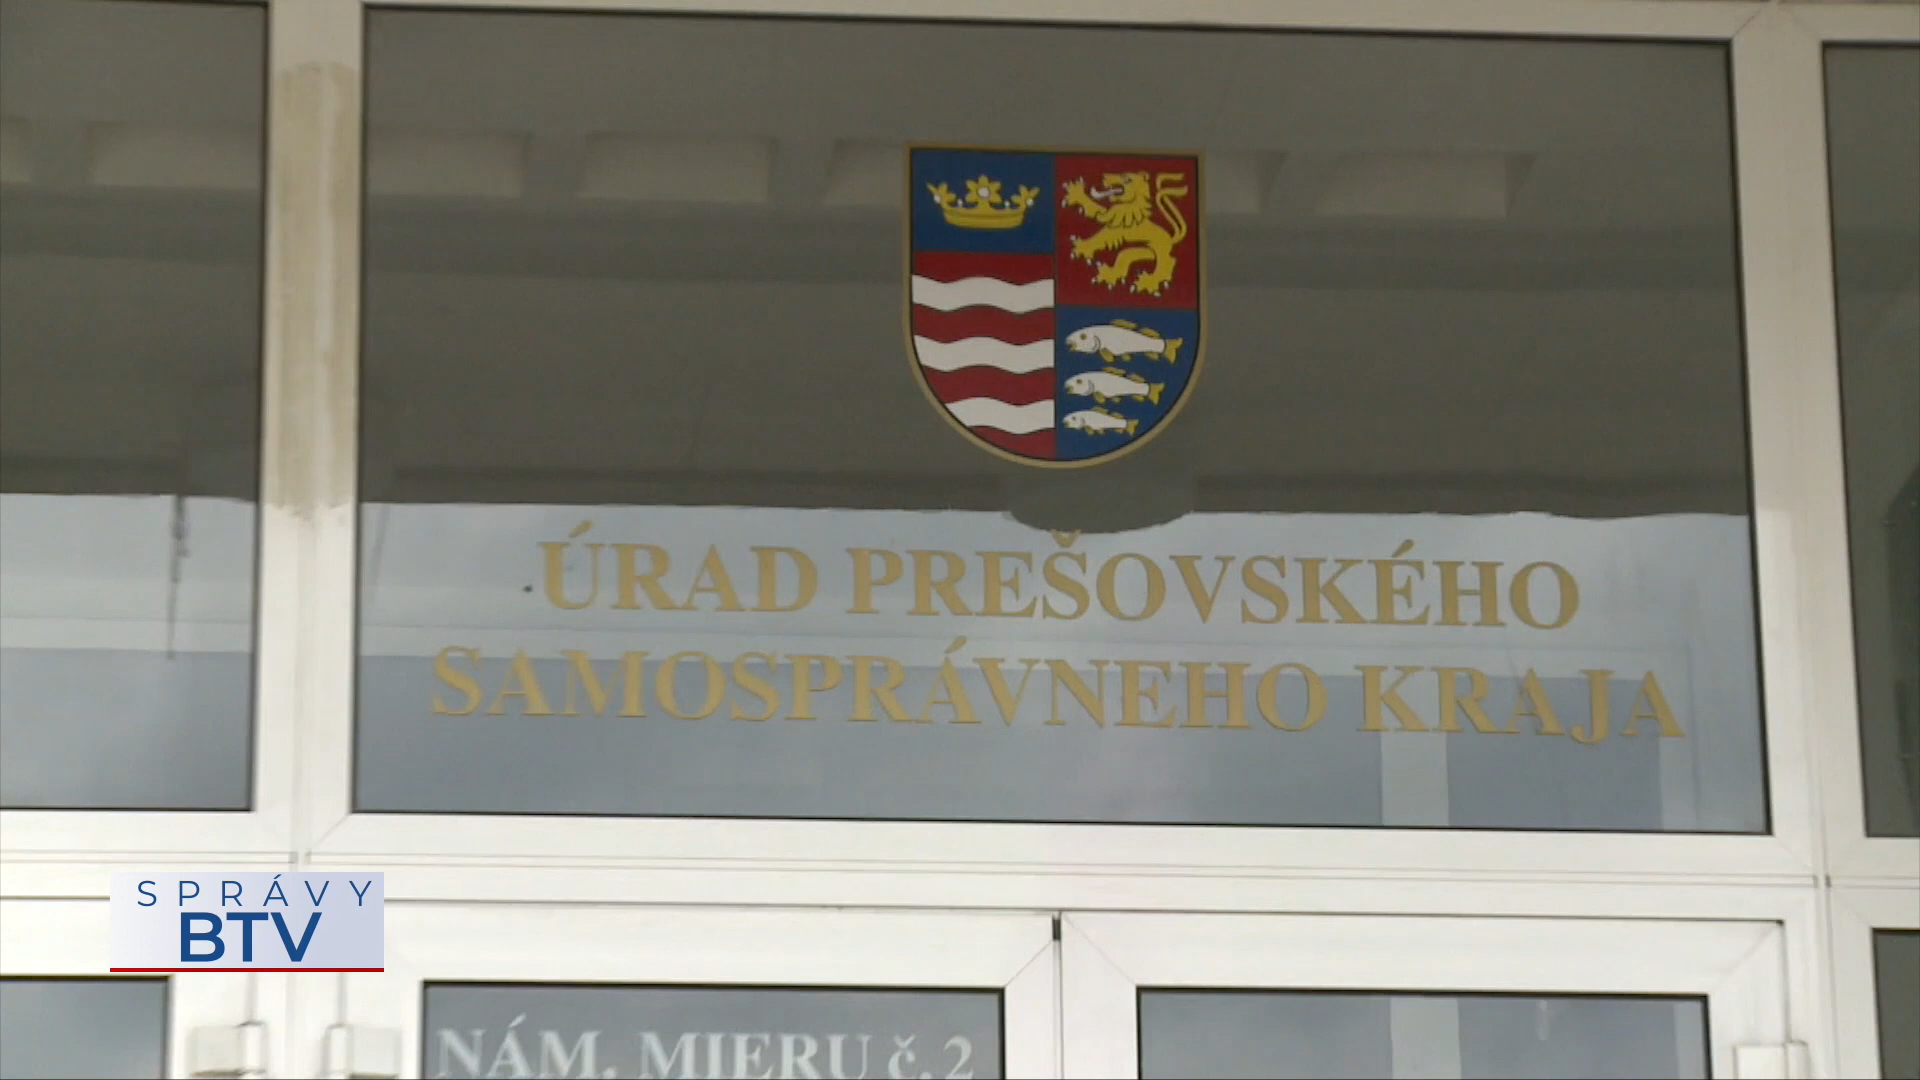 ÚRAD PREŠOVSKÉHO
SAMOSPRÁVNEHO KRAJA
SPRÁVY
BTV
NÁM. MIERU č. 2